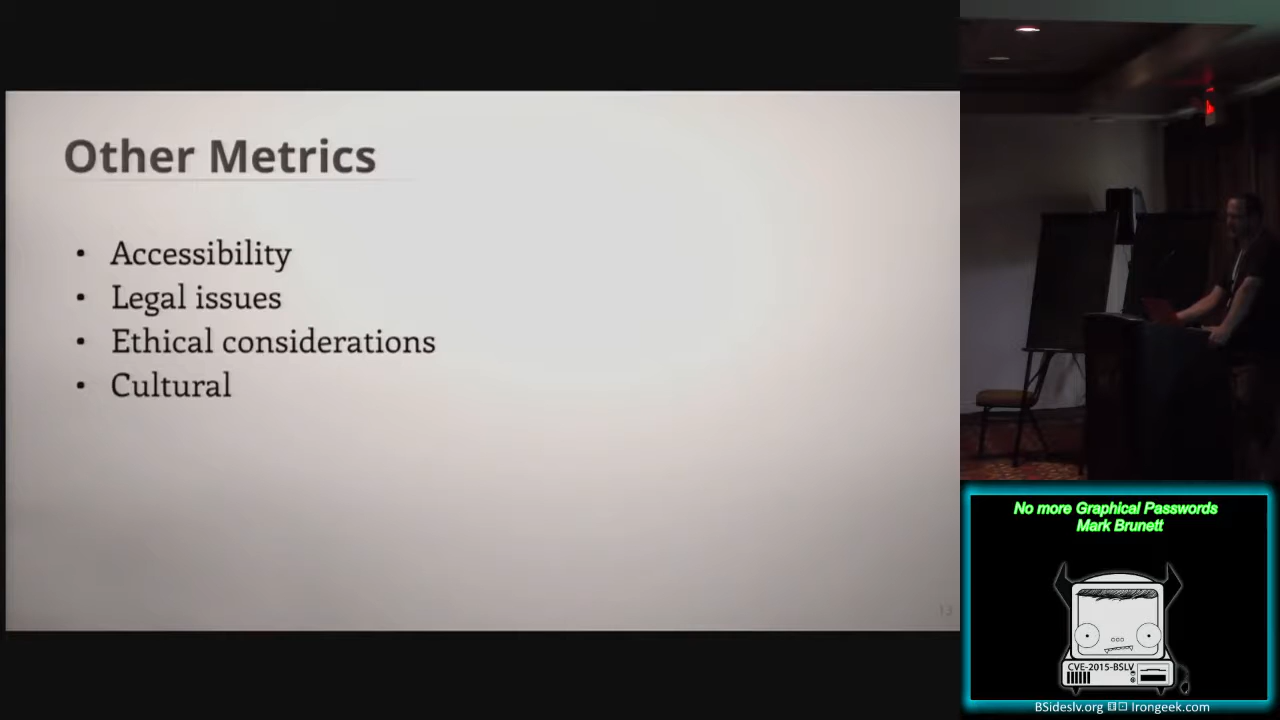 Other Metrics
• Accessibility
• Legal issues
• Ethical considerations
• Cultural
13
No more Graphical Passwords
Mark Brunett
CVE-2015-BSLV
BSideslv.org Irongeek.com